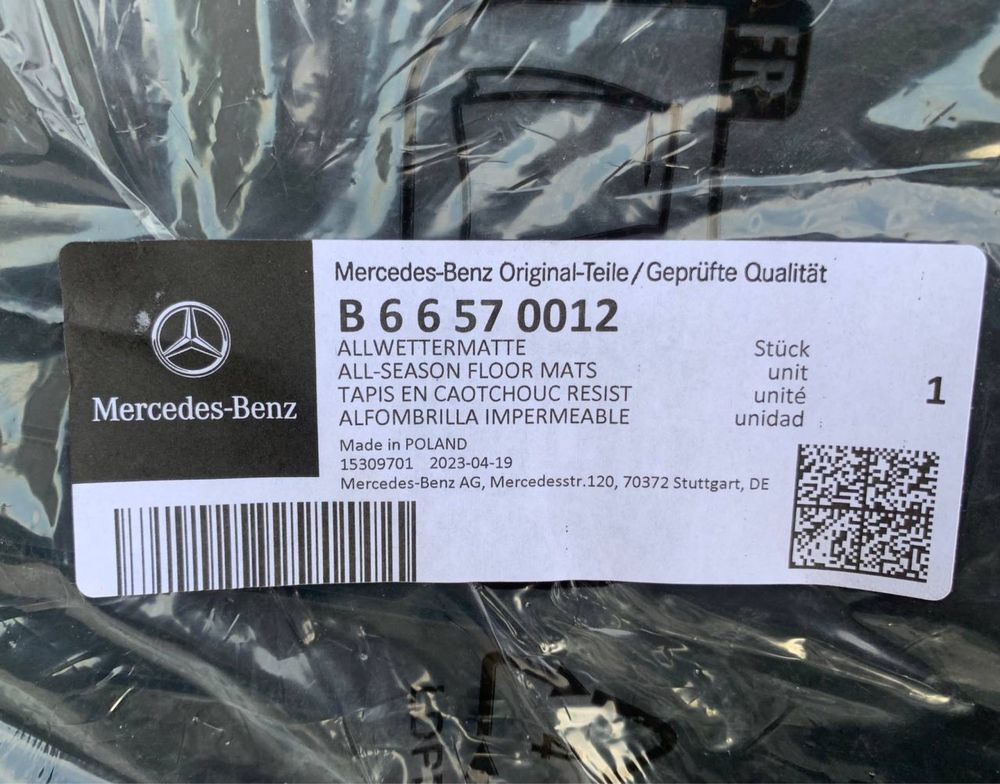 FR
Mercedes-Benz
Mercedes-Benz Original-Teile/Geprüfte Qualität
B 6 6 57 0012
ALLWETTERMATTE Stück
ALL-SEASON FLOOR MATS unit
TAPIS EN CAOTCHOUC RESIST unité
ALFOMBRILLA IMPERMEABLE unidad
1
Made in POLAND
15309701 2023-04-19
Mercedes-Benz AG, Mercedesstr.120, 70372 Stuttgart, DE
4